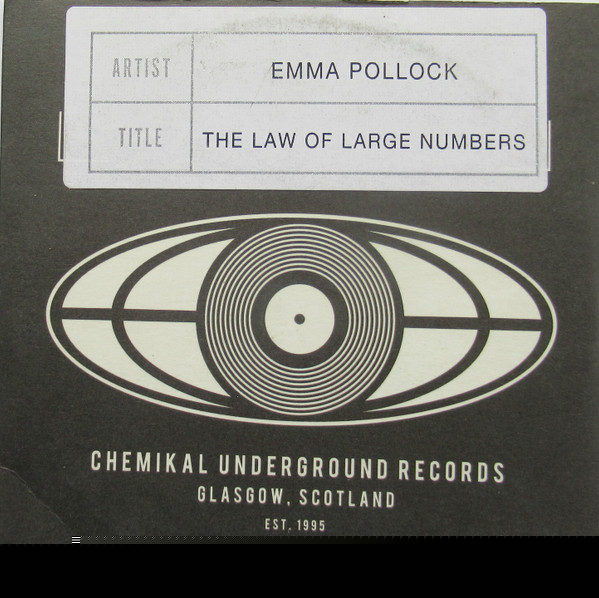 ARTIST EMMA POLLOCK
TITLE THE LAW OF LARGE NUMBERS
CHEMIKAL UNDERGROUND RECORDS
GLASGOW, SCOTLAND
EST. 1995